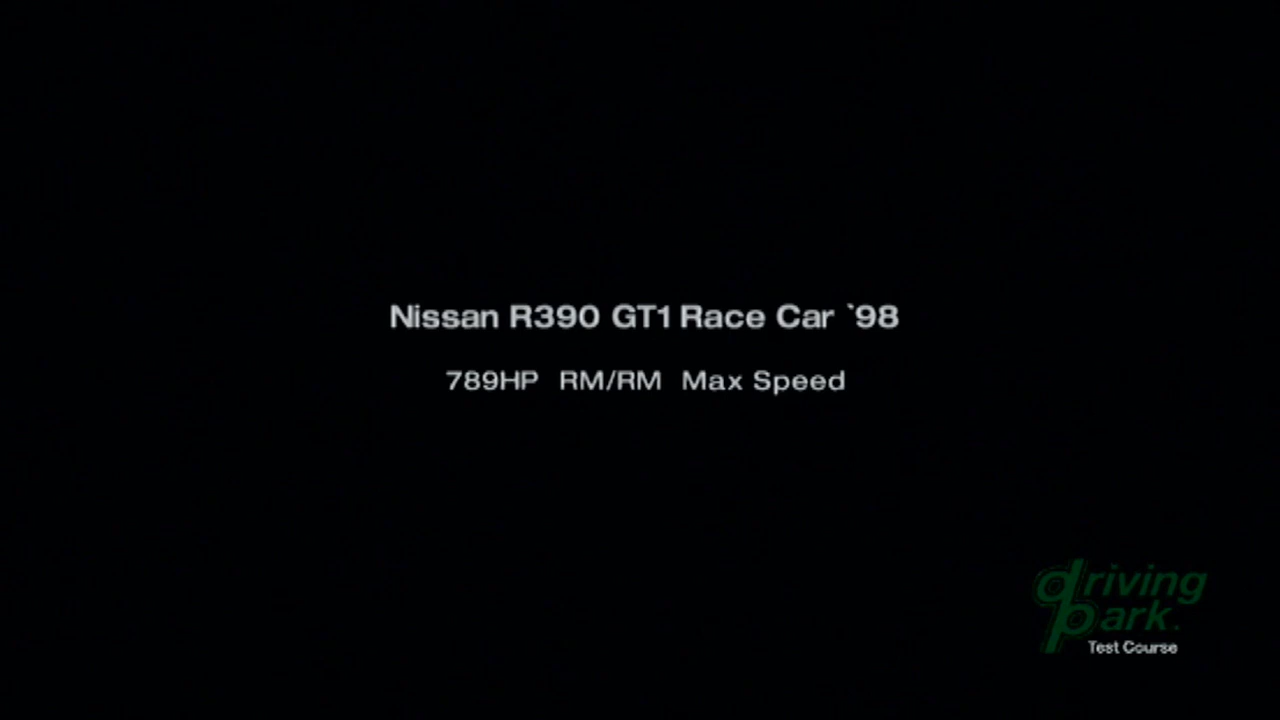 Nissan R390 GT1 Race Car `98
789HP RM/RM Max Speed
driving
park.
Test Course